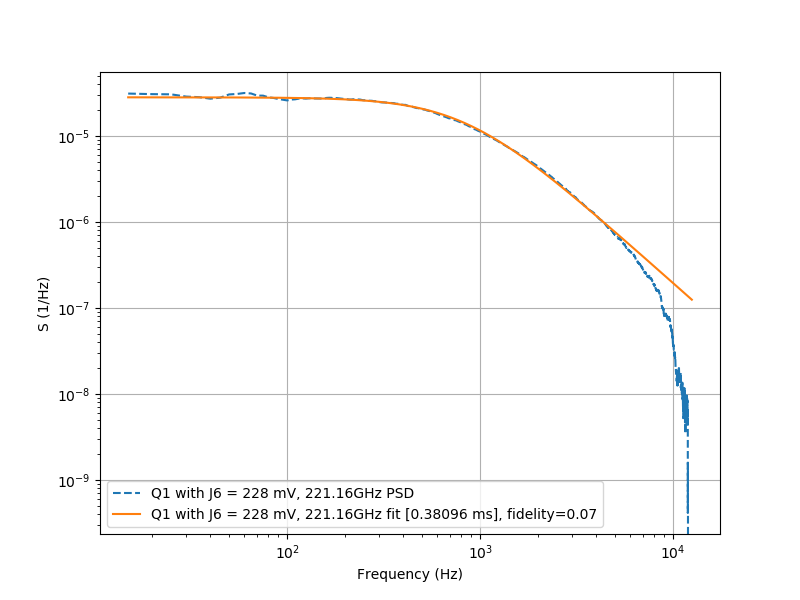 S (1/Hz)
10⁻⁵
10⁻⁶
10⁻⁷
10⁻⁸
10⁻⁹
Q1 with J6 = 228 mV, 221.16GHz PSD
Q1 with J6 = 228 mV, 221.16GHz fit [0.38096 ms], fidelity=0.07
10² 10³ 10⁴
Frequency (Hz)